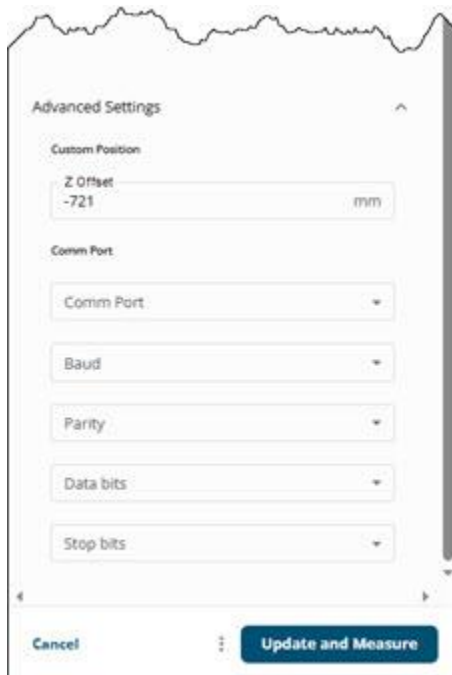 Advanced Settings
Custom Position
Z Offset
-721 mm
Comm Port
Comm Port
Baud
Parity
Data bits
Stop bits
Cancel Update and Measure